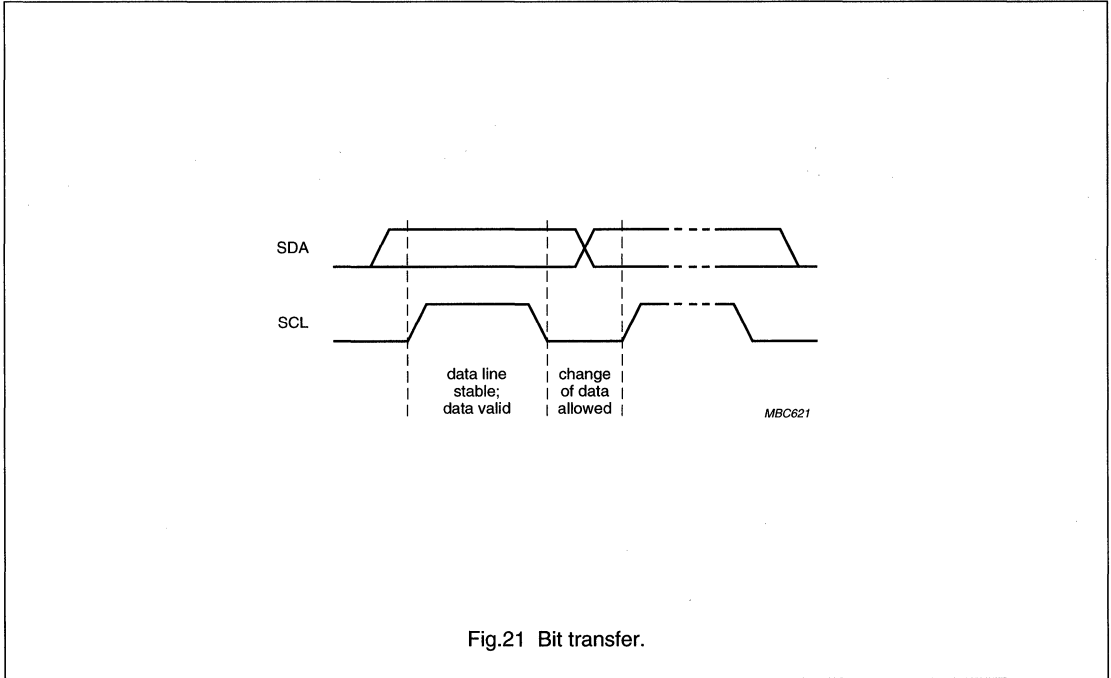 SDA
SCL
data line
stable;
data valid
change
of data
allowed
MBC621
Fig.21 Bit transfer.